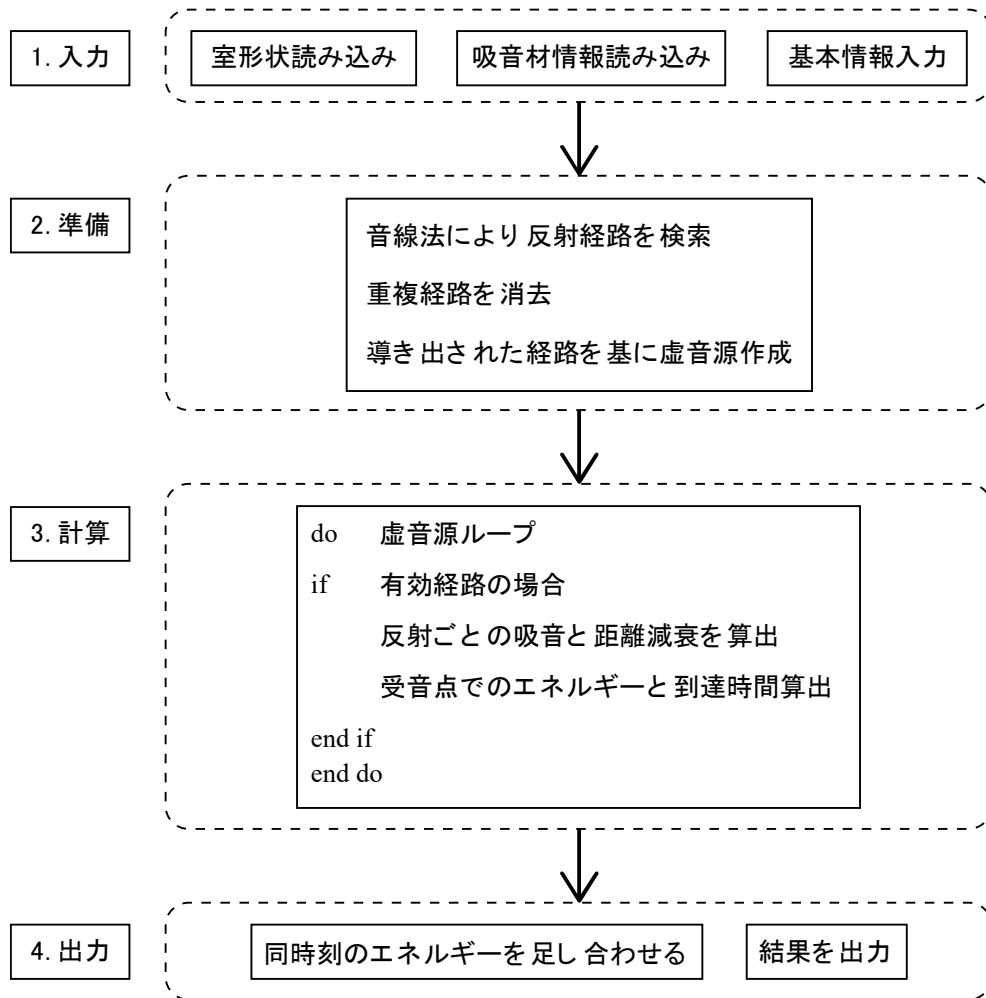 1. 入力
室形状読み込み
吸音材情報読み込み
基本情報入力
2. 準備
音線法により反射経路を検索
重複経路を消去
導き出された経路を基に虚音源作成
3. 計算
do 虚音源ループ
if 有効経路の場合
反射ごとの吸音と距離減衰を算出
受音点でのエネルギーと到達時間算出
end if
end do
4. 出力
同時刻のエネルギーを足し合わせる
結果を出力